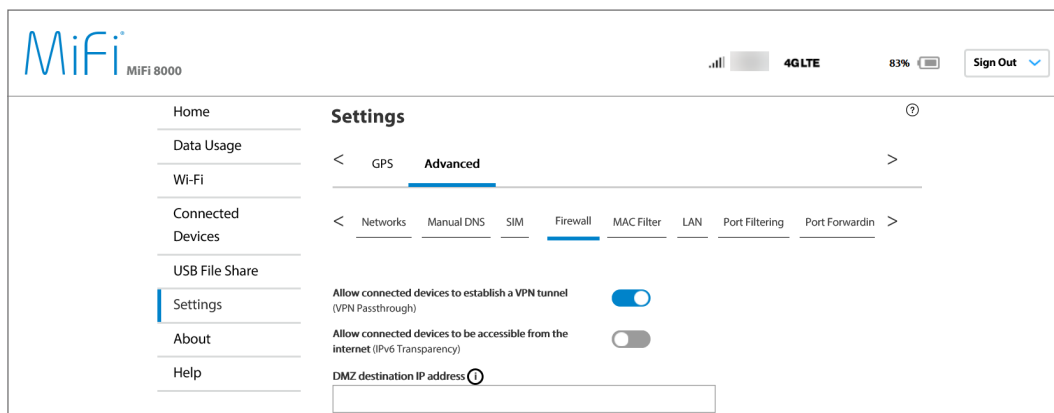 MiFi MiFi 8000
4G LTE
83%
Sign Out
Home
Data Usage
Wi-Fi
Connected
Devices
USB File Share
Settings
About
Help
Settings
?
< GPS Advanced >
< Networks Manual DNS SIM Firewall MAC Filter LAN Port Filtering Port Forwardin >
Allow connected devices to establish a VPN tunnel
(VPN Passthrough)
Allow connected devices to be accessible from the
internet (IPv6 Transparency)
DMZ destination IP address i